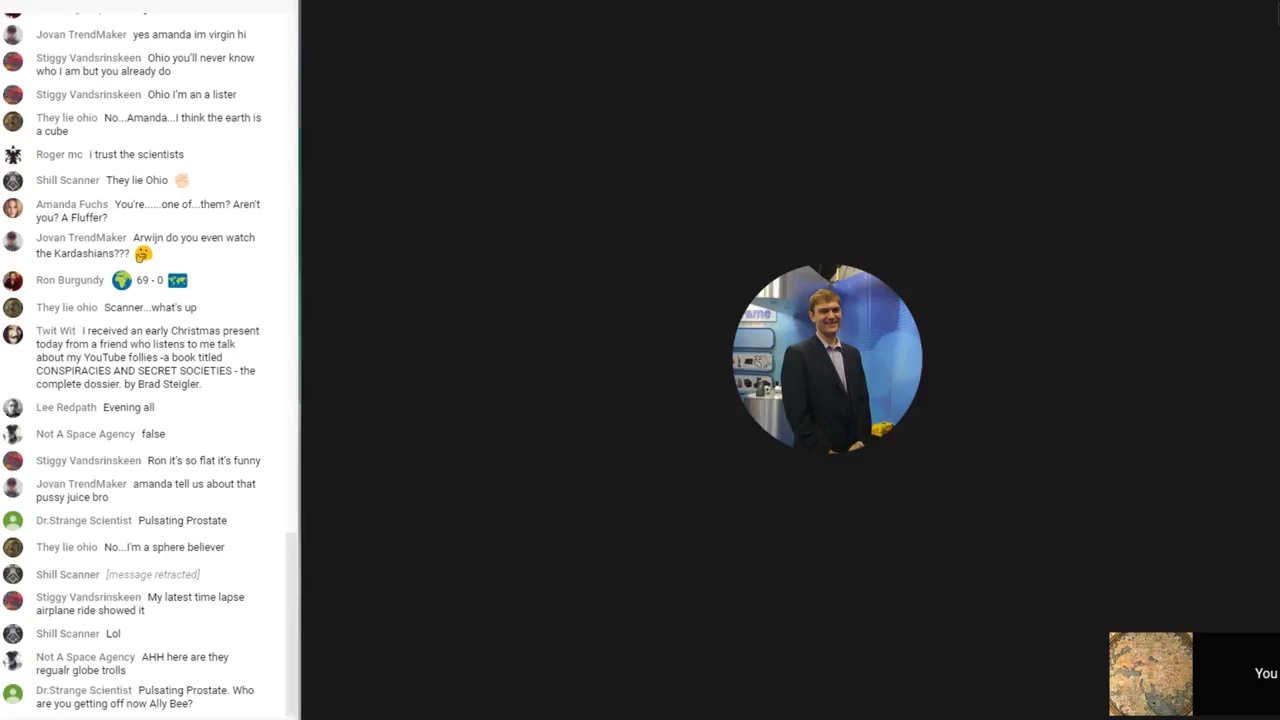 Jovan TrendMaker yes amanda im virgin hi
Stiggy Vandsrinskeen Ohio you'll never know
who I am but you already do
Stiggy Vandsrinskeen Ohio I'm an a lister
They lie ohio No...Amanda...I think the earth is
a cube
Roger mc i trust the scientists
Shill Scanner They lie Ohio ✊🏻
Amanda Fuchs You're......one of...them? Aren't
you? A Fluffer?
Jovan TrendMaker Arwijn do you even watch
the Kardashians??? 🤔
Ron Burgundy 🌍 69 - 0 🗺️
They lie ohio Scanner...what's up
Twit Wit I received an early Christmas present
today from a friend who listens to me talk
about my YouTube follies -a book titled
CONSPIRACIES AND SECRET SOCIETIES - the
complete dossier. by Brad Steigler.
Lee Redpath Evening all
Not A Space Agency false
Stiggy Vandsrinskeen Ron it's so flat it's funny
Jovan TrendMaker amanda tell us about that
pussy juice bro
Dr.Strange Scientist Pulsating Prostate
They lie ohio No...I'm a sphere believer
Shill Scanner [message retracted]
Stiggy Vandsrinskeen My latest time lapse
airplane ride showed it
Shill Scanner Lol
Not A Space Agency AHH here are they
regualr globe trolls
Dr.Strange Scientist Pulsating Prostate. Who
are you getting off now Ally Bee?
You